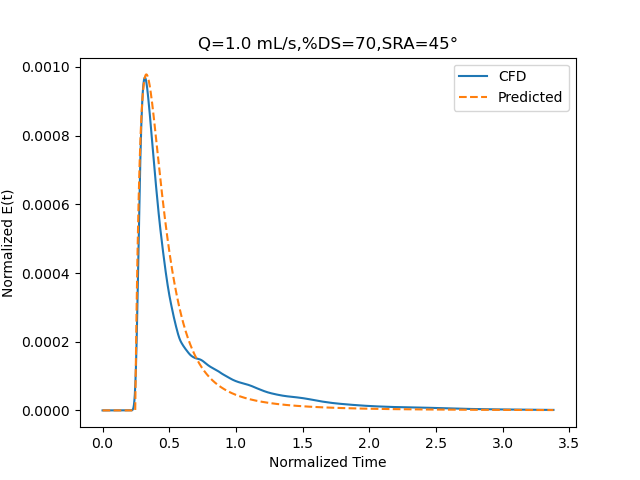 Q=1.0 mL/s,%DS=70,SRA=45°
CFD
Predicted
Normalized E(t)
0.0010
0.0008
0.0006
0.0004
0.0002
0.0000
0.0 0.5 1.0 1.5 2.0 2.5 3.0 3.5
Normalized Time